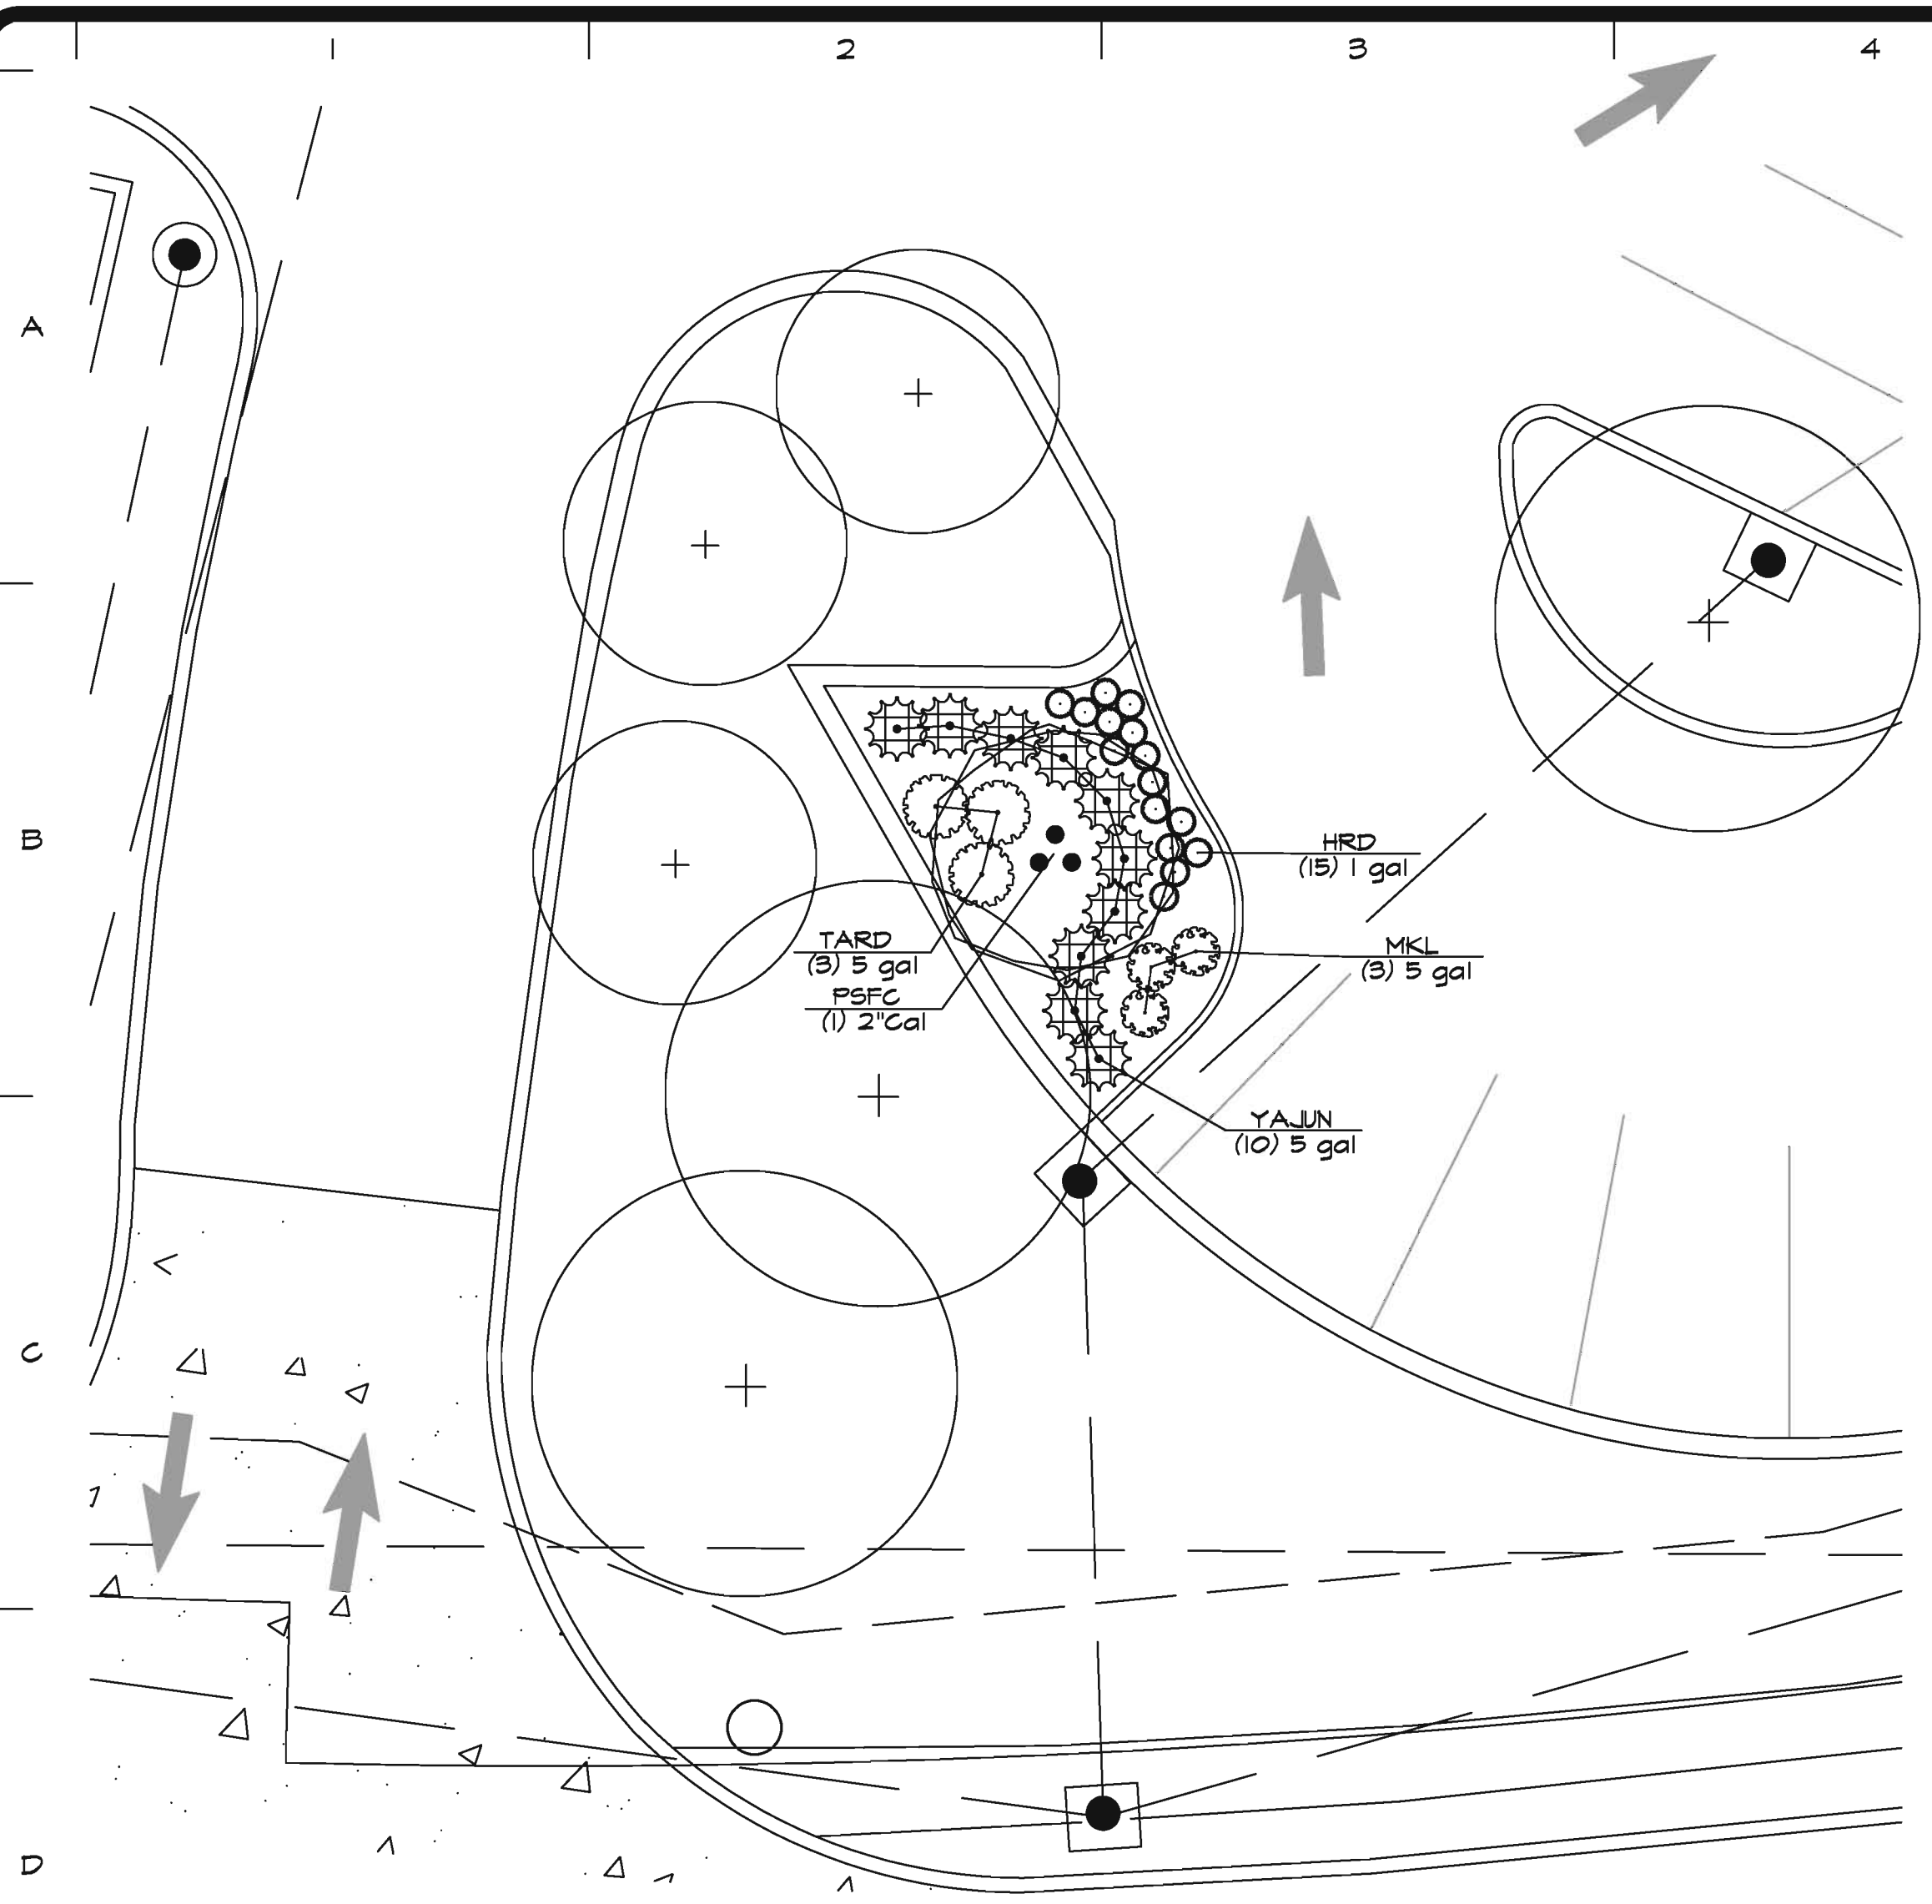 1
2
3
4
A
B
HRD
(15) 1 gal
TARD
(3) 5 gal
MKL
(3) 5 gal
PSFC
(1) 2"Cal
YAJUN
(10) 5 gal
C
D